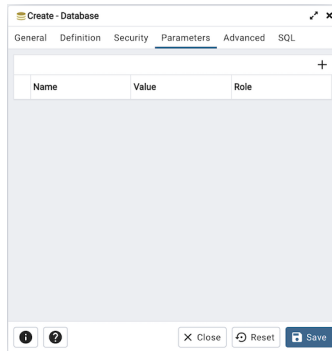 Create - Database
General Definition Security Parameters Advanced SQL
Name Value Role
Close Reset Save